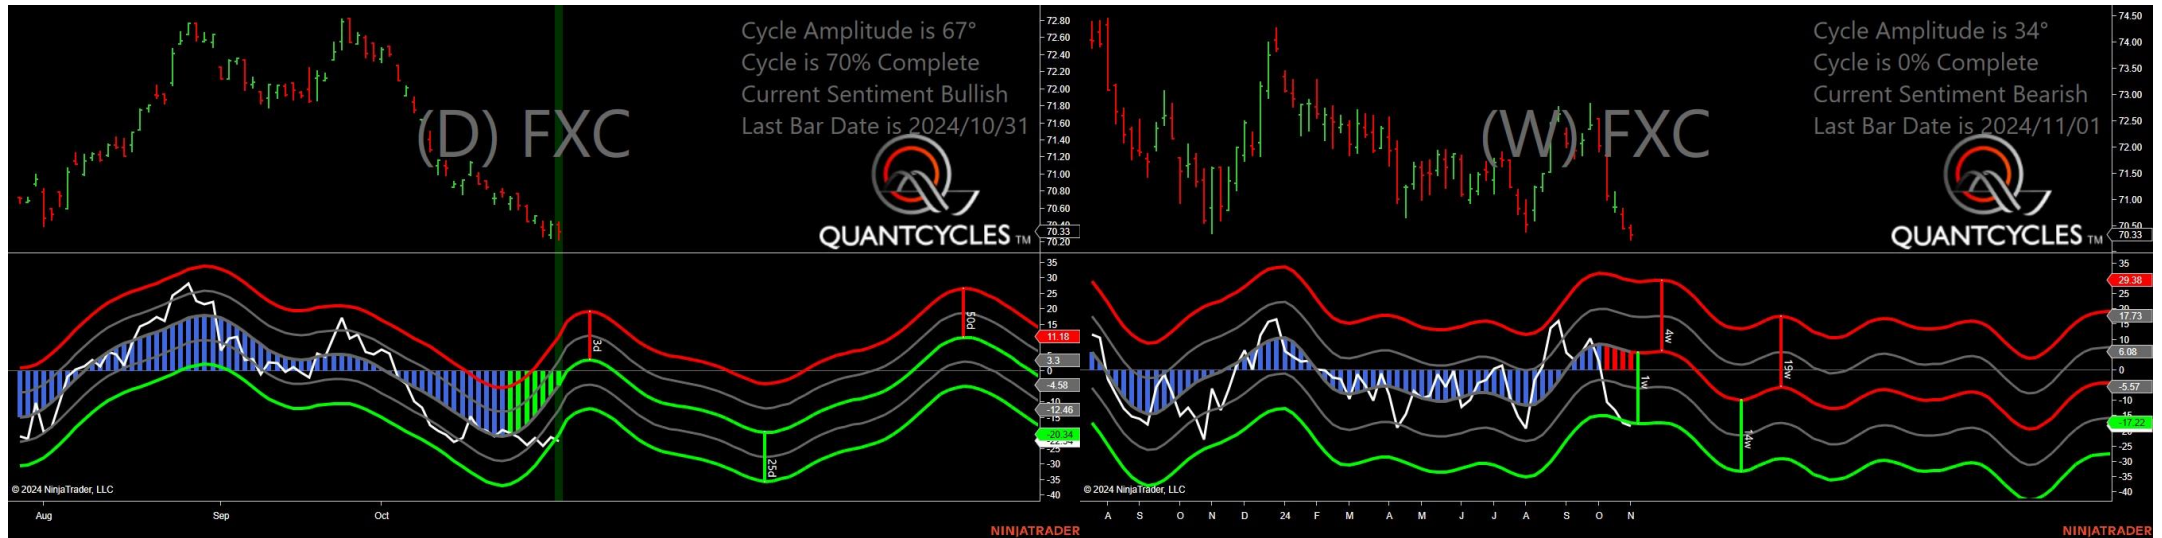 Cycle Amplitude is 67°
Cycle is 70% Complete
Current Sentiment Bullish
Last Bar Date is 2024/10/31
(D) FXC
QUANTCYCLES TM
72.80
72.60
72.40
72.20
72.00
71.80
71.60
71.40
71.20
71.00
70.80
70.60
70.40
70.33
70.20
35
30
25
20
15
11.18
5
3.3
0
-4.58
-10
-12.46
-15
-20.34
-25
-30
-35
-40
3d
25d
50d
© 2024 NinjaTrader, LLC
Aug
Sep
Oct
NINJATRADER
Cycle Amplitude is 34°
Cycle is 0% Complete
Current Sentiment Bearish
Last Bar Date is 2024/11/01
(W) FXC
QUANTCYCLES TM
74.50
74.00
73.50
73.00
72.50
72.00
71.50
71.00
70.50
70.33
35
29.38
25
20
17.73
15
10
6.08
0
-5.57
-10
-15
-17.22
-20
-25
-30
-35
-40
4w
1w
14w
19w
© 2024 NinjaTrader, LLC
A S O N D 24 F M A M J J A S O N
NINJATRADER